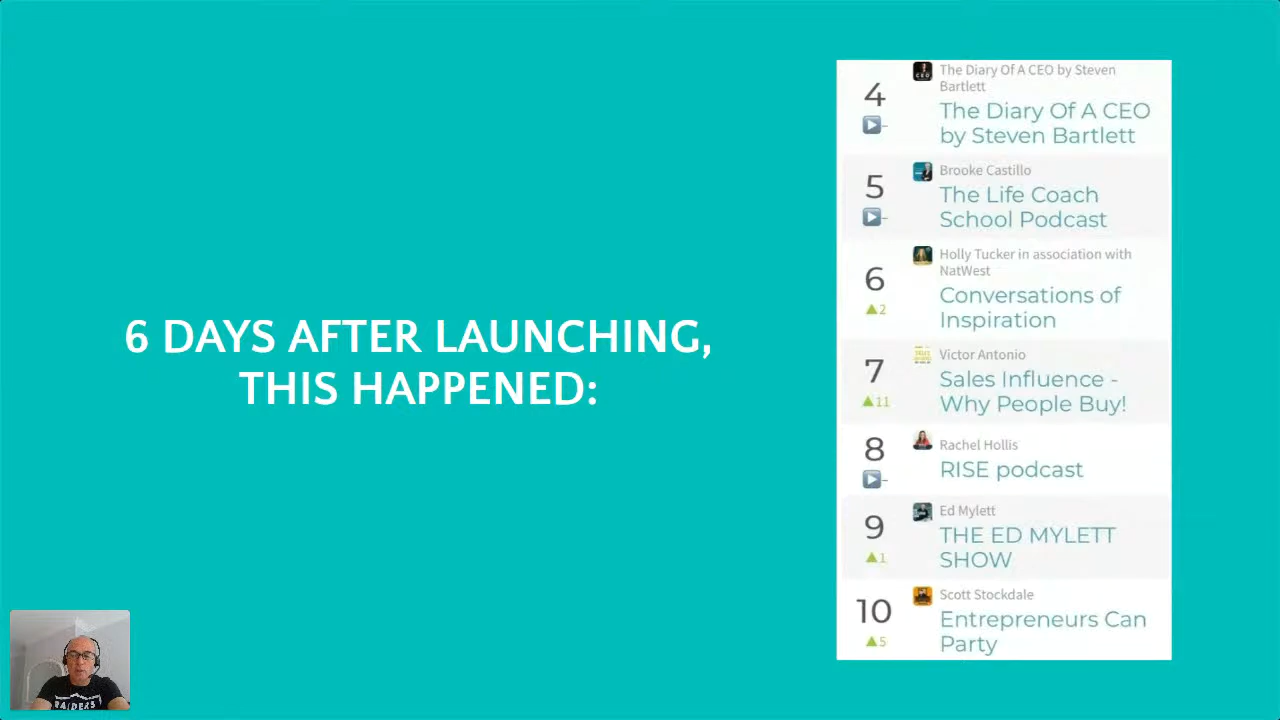 6 DAYS AFTER LAUNCHING,
THIS HAPPENED:
4
The Diary Of A CEO by Steven
Bartlett
The Diary Of A CEO
by Steven Bartlett
5
Brooke Castillo
The Life Coach
School Podcast
6
2
Holly Tucker in association with
NatWest
Conversations of
Inspiration
7
11
Victor Antonio
Sales Influence -
Why People Buy!
8
Rachel Hollis
RISE podcast
9
1
Ed Mylett
THE ED MYLETT
SHOW
10
5
Scott Stockdale
Entrepreneurs Can
Party
RAIDERS